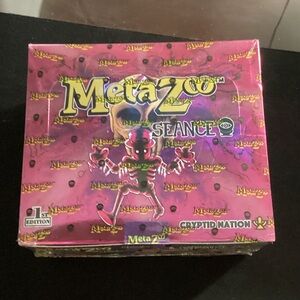 MetaZoo
SEANCE
1ST
EDITION
MetaZoo
CRYPTID NATION